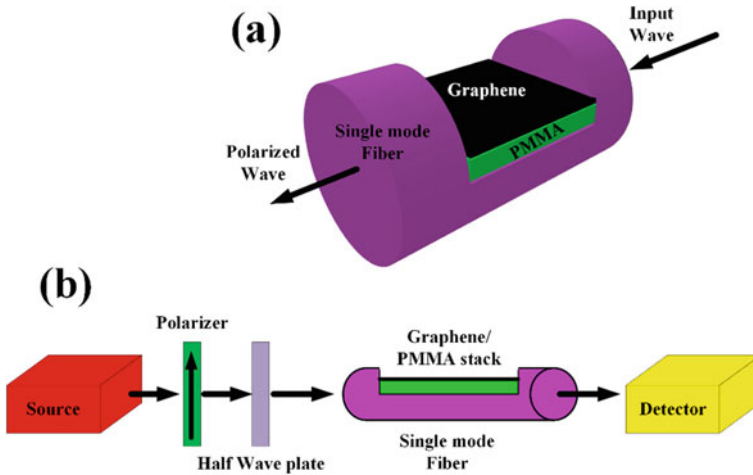 (a)
Input
Wave
Graphene
Single mode
Fiber
PMMA
Polarized
Wave
(b)
Polarizer
Graphene/
PMMA stack
Source
Detector
Half Wave plate
Single mode
Fiber